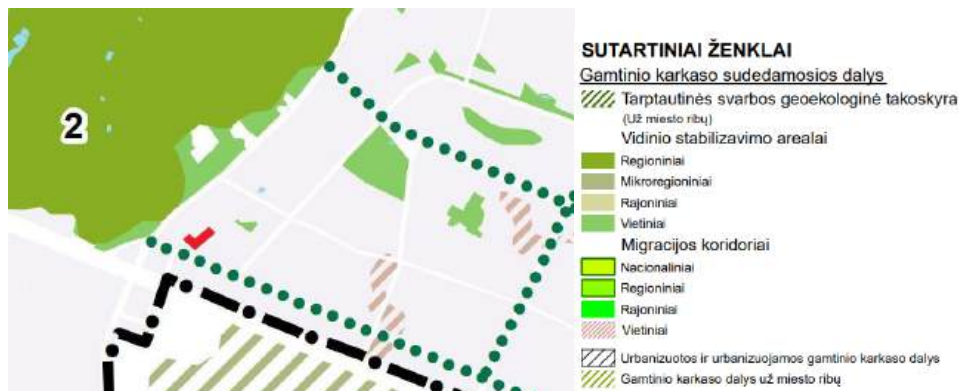 2
SUTARTINIAI ŽENKLAI
Gamtinio karkaso sudedamosios dalys
Tarptautinės svarbos geoekologinė takoskyra
(Už miesto ribų)
Vidinio stabilizavimo arealai
Regioniniai
Mikroregioniniai
Rajoniniai
Vietiniai
Migracijos koridoriai
Nacionaliniai
Regioniniai
Rajoniniai
Vietiniai
Urbanizuotos ir urbanizuojamos gamtinio karkaso dalys
Gamtinio karkaso dalys už miesto ribų